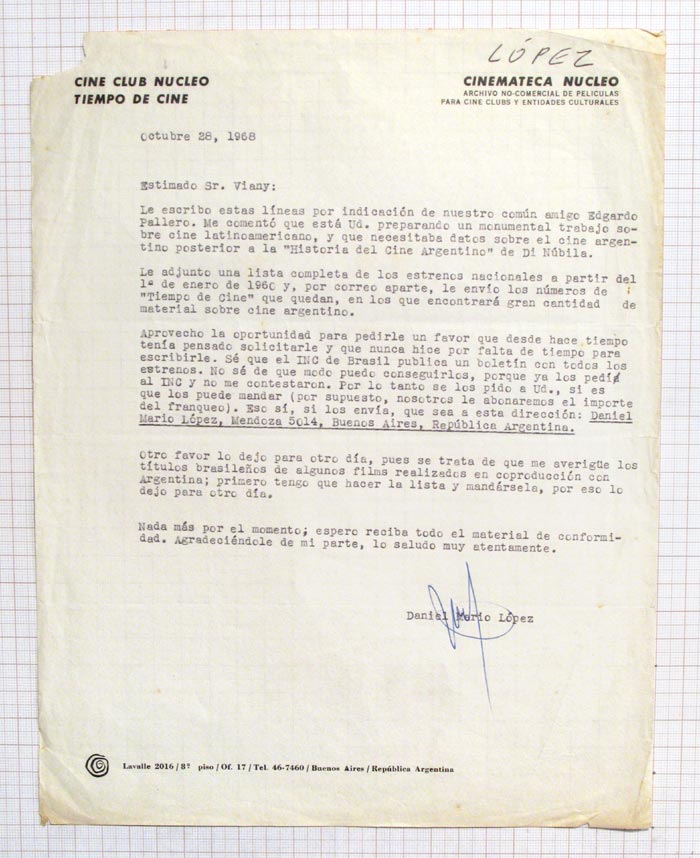 LÓPEZ
CINE CLUB NUCLEO
TIEMPO DE CINE
CINEMATECA NUCLEO
ARCHIVO NO-COMERCIAL DE PELICULAS
PARA CINE CLUBS Y ENTIDADES CULTURALES
Octubre 28, 1968
Estimado Sr. Viany:
Le escribo estas líneas por indicación de nuestro común amigo Edgardo
Pallero. Me comentó que está Ud. preparando un monumental trabajo so-
bre cine latinoamericano, y que necesitaba datos sobre el cine argen-
tino posterior a la "Historia del Cine Argentino" de Di Núbila.
Le adjunto una lista completa de los estrenos nacionales a partir del
1º de enero de 1960 y, por correo aparte, le envío los números de
"Tiempo de Cine" que quedan, en los que encontrará gran cantidad de
material sobre cine argentino.
Aprovecho la oportunidad para pedirle un favor que desde hace tiempo
tenía pensado solicitarle y que nunca hice por falta de tiempo para
escribirle. Sé que el INC de Brasil publica un boletín con todos los
estrenos. No sé de que modo puedo conseguirlos, porque ya los pedí
al INC y no me contestaron. Por lo tanto se los pido a Ud., si es
que los puede mandar (por supuesto, nosotros le abonaremos el importe
del franqueo). Eso sí, si los envía, que sea a esta dirección: Daniel
Mario López, Mendoza 5014, Buenos Aires, República Argentina.
Otro favor lo dejo para otro día, pues se trata de que me averigüe los
títulos brasileños de algunos films realizados en coproducción con
Argentina; primero tengo que hacer la lista y mandársela, por eso lo
dejo para otro día.
Nada más por el momento; espero reciba todo el material de conformi-
dad. Agradeciéndole de mi parte, lo saludo muy atentamente.
Daniel Mario López
Lavalle 2016 / 8º piso / Of. 17 / Tel. 46-7460 / Buenos Aires / República Argentina